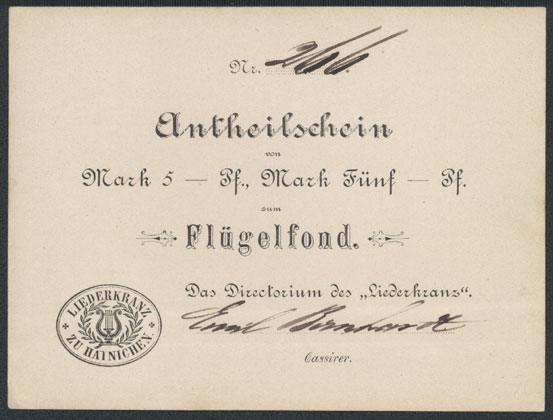 Nr. 266.
Antheilschein
von
Mark 5 — Pf., Mark Fünf — Pf.
zum
Flügelfond.
Das Directorium des „Liederkranz“.
Emil Barnhardt
Cassirer.
LIEDERKRANZ
ZU HAINICHEN.